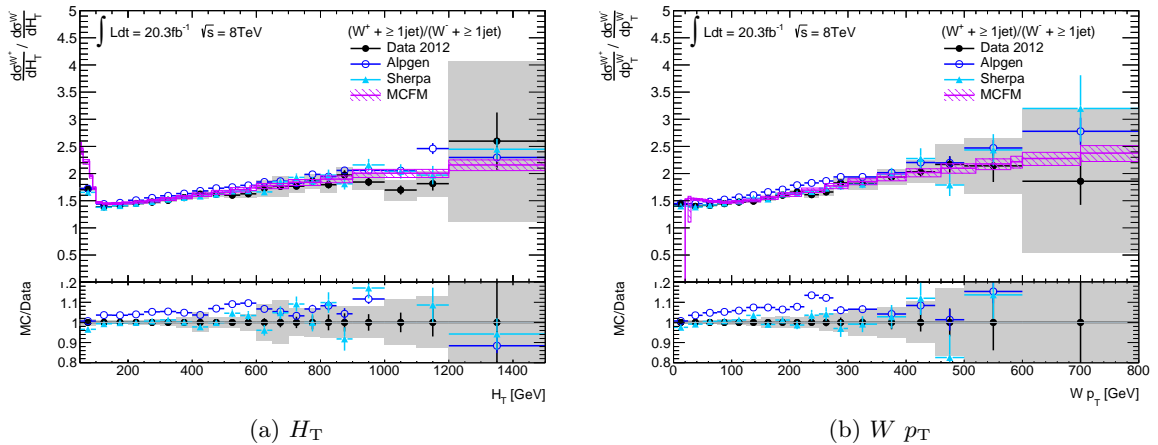 dσ^{W^+}/dH_T / dσ^{W^-}/dH_T
∫ Ldt = 20.3fb^{-1} √s = 8TeV
(W^+ + ≥ 1jet)/(W^- + ≥ 1jet)
Data 2012
Alpgen
Sherpa
MCFM
5
4.5
4
3.5
3
2.5
2
1.5
1
0.5
MC/Data
1.2
1.1
1
0.9
0.8
200 400 600 800 1000 1200 1400
H_T [GeV]
(a) H_T
dσ^{W^+}/dp_T^{W^+} / dσ^{W^-}/dp_T^{W^-}
∫ Ldt = 20.3fb^{-1} √s = 8TeV
(W^+ + ≥ 1jet)/(W^- + ≥ 1jet)
Data 2012
Alpgen
Sherpa
MCFM
5
4.5
4
3.5
3
2.5
2
1.5
1
0.5
MC/Data
1.2
1.1
1
0.9
0.8
0 100 200 300 400 500 600 700 800
W p_T [GeV]
(b) W p_T